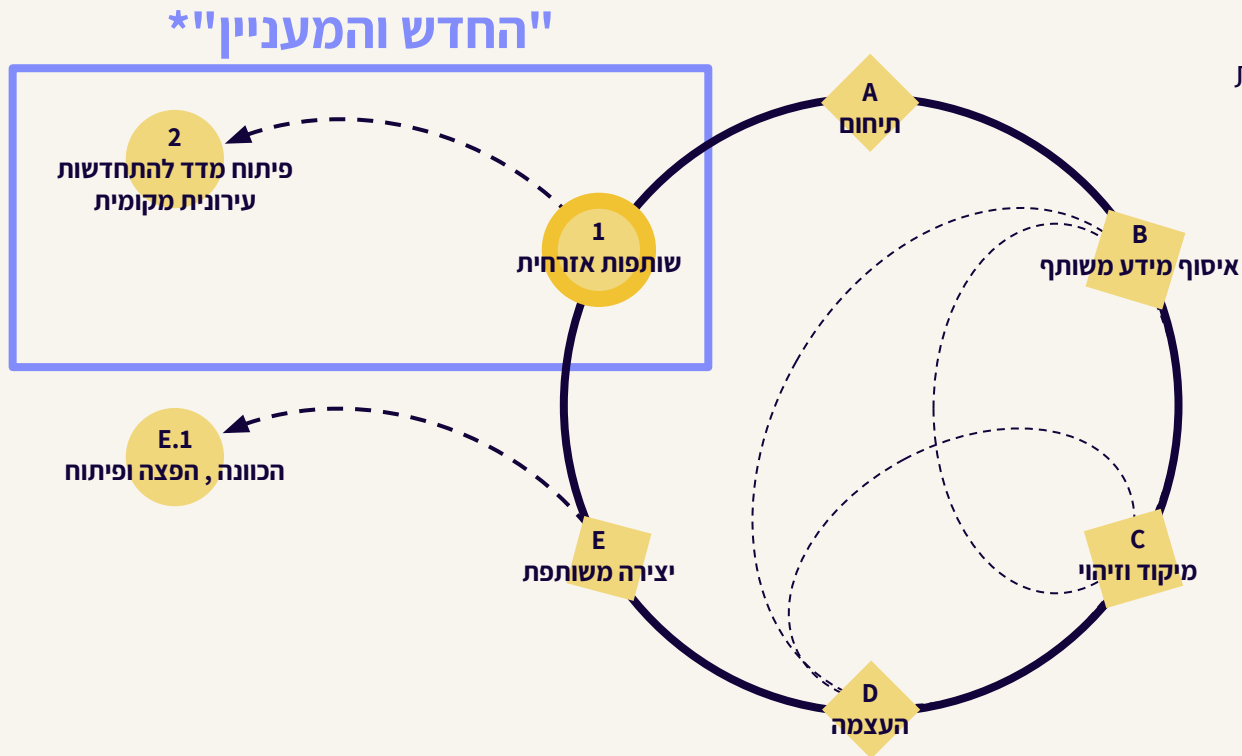 "החדש והמעניין"*
A
תיחום
2
פיתוח מדד להתחדשות
עירונית מקומית
1
שותפות אזרחית
B
איסוף מידע משותף
E.1
הכוונה , הפצה ופיתוח
E
יצירה משותפת
C
מיקוד וזיהוי
D
העצמה